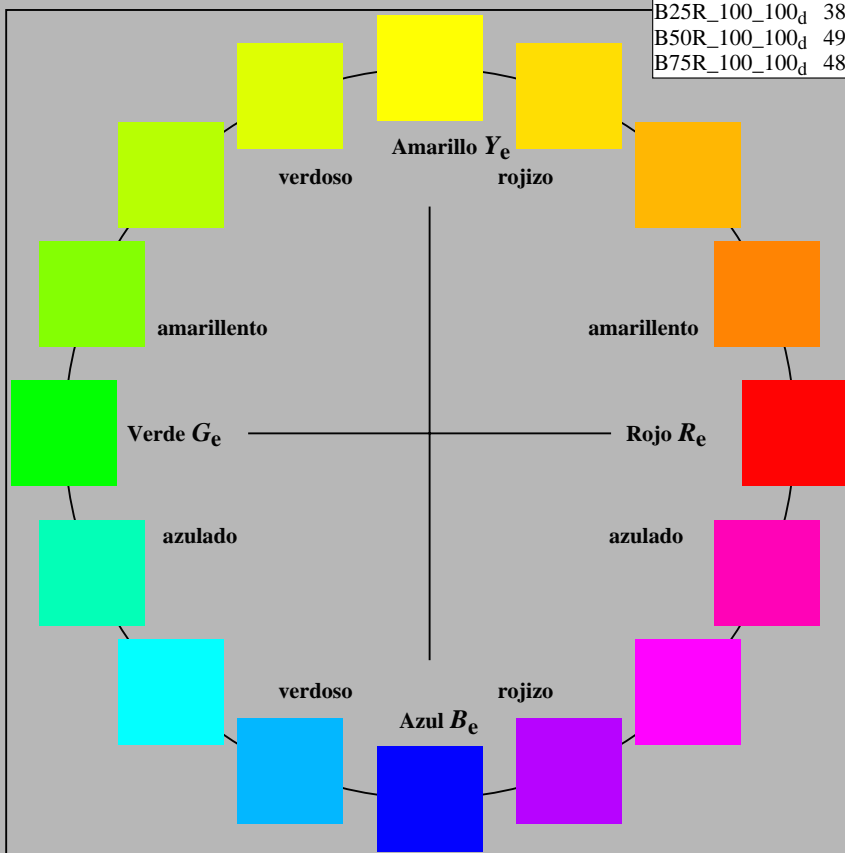 B25R_100_100d 38
B50R_100_100d 49
B75R_100_100d 48
Amarillo Ye
verdoso rojizo
amarillento amarillento
Verde Ge Rojo Re
azulado azulado
verdoso rojizo
Azul Be